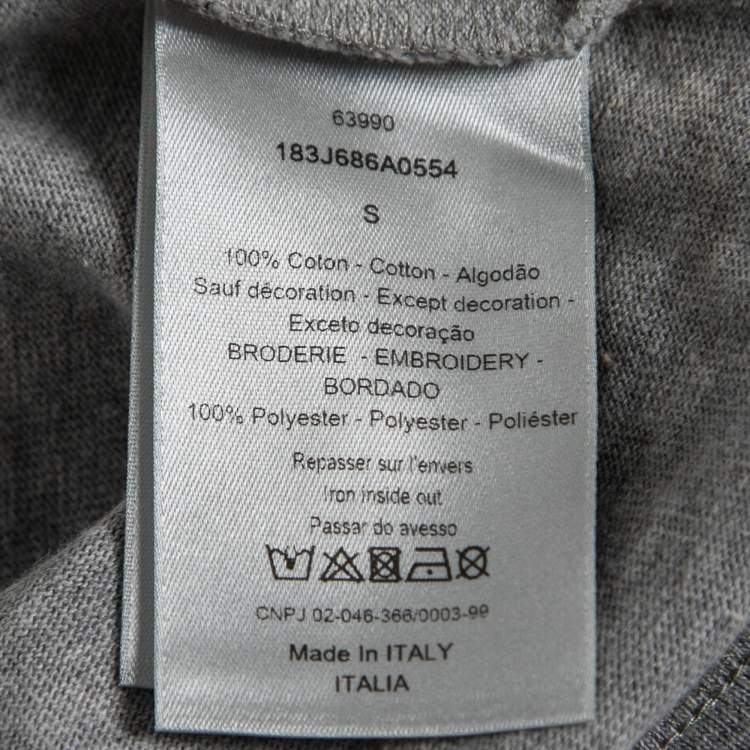 63990
183J686A0554
S
100% Coton - Cotton - Algodão
Sauf décoration - Except decoration -
Exceto decoração
BRODERIE - EMBROIDERY -
BORDADO
100% Polyester - Polyester - Poliéster
Repasser sur l'envers
Iron inside out
Passar do avesso
CNPJ 02-046-366/0003-99
Made In ITALY
ITALIA